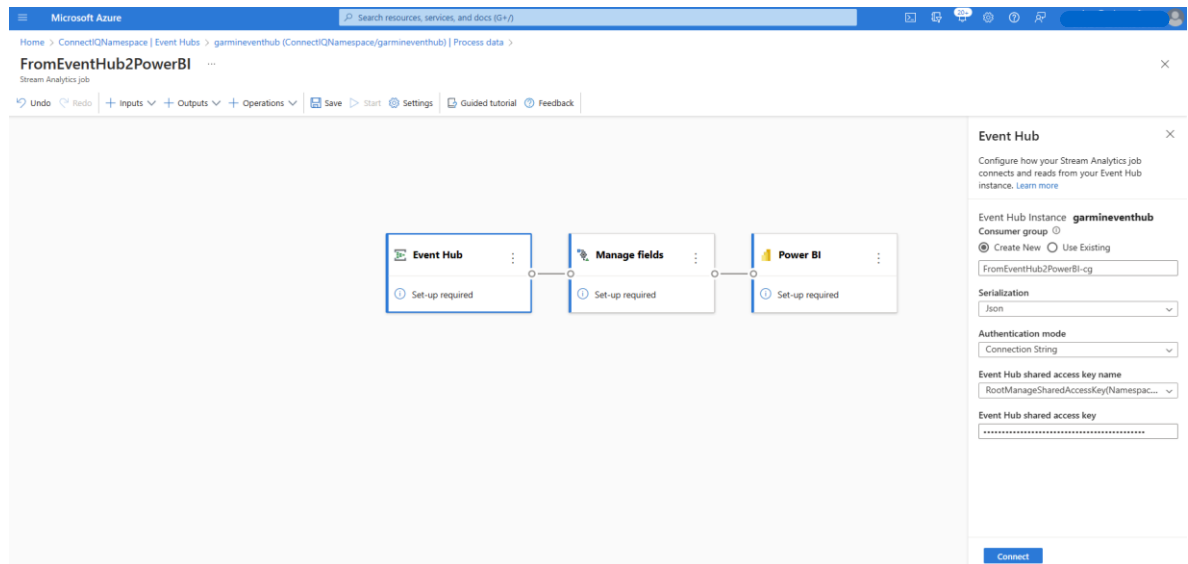 Microsoft Azure
Search resources, services, and docs (G+/)
20+
Home > ConnectIQNamespace | Event Hubs > garmineventhub (ConnectIQNamespace/garmineventhub) | Process data >
FromEventHub2PowerBI ...
Stream Analytics job
Undo Redo + Inputs + Outputs + Operations Save Start Settings Guided tutorial Feedback
Event Hub
Set-up required
Manage fields
Set-up required
Power BI
Set-up required
Event Hub
Configure how your Stream Analytics job
connects and reads from your Event Hub
instance. Learn more
Event Hub Instance garmineventhub
Consumer group
Create New Use Existing
FromEventHub2PowerBI-cg
Serialization
Json
Authentication mode
Connection String
Event Hub shared access key name
RootManageSharedAccessKey(Namespac...
Event Hub shared access key
Connect